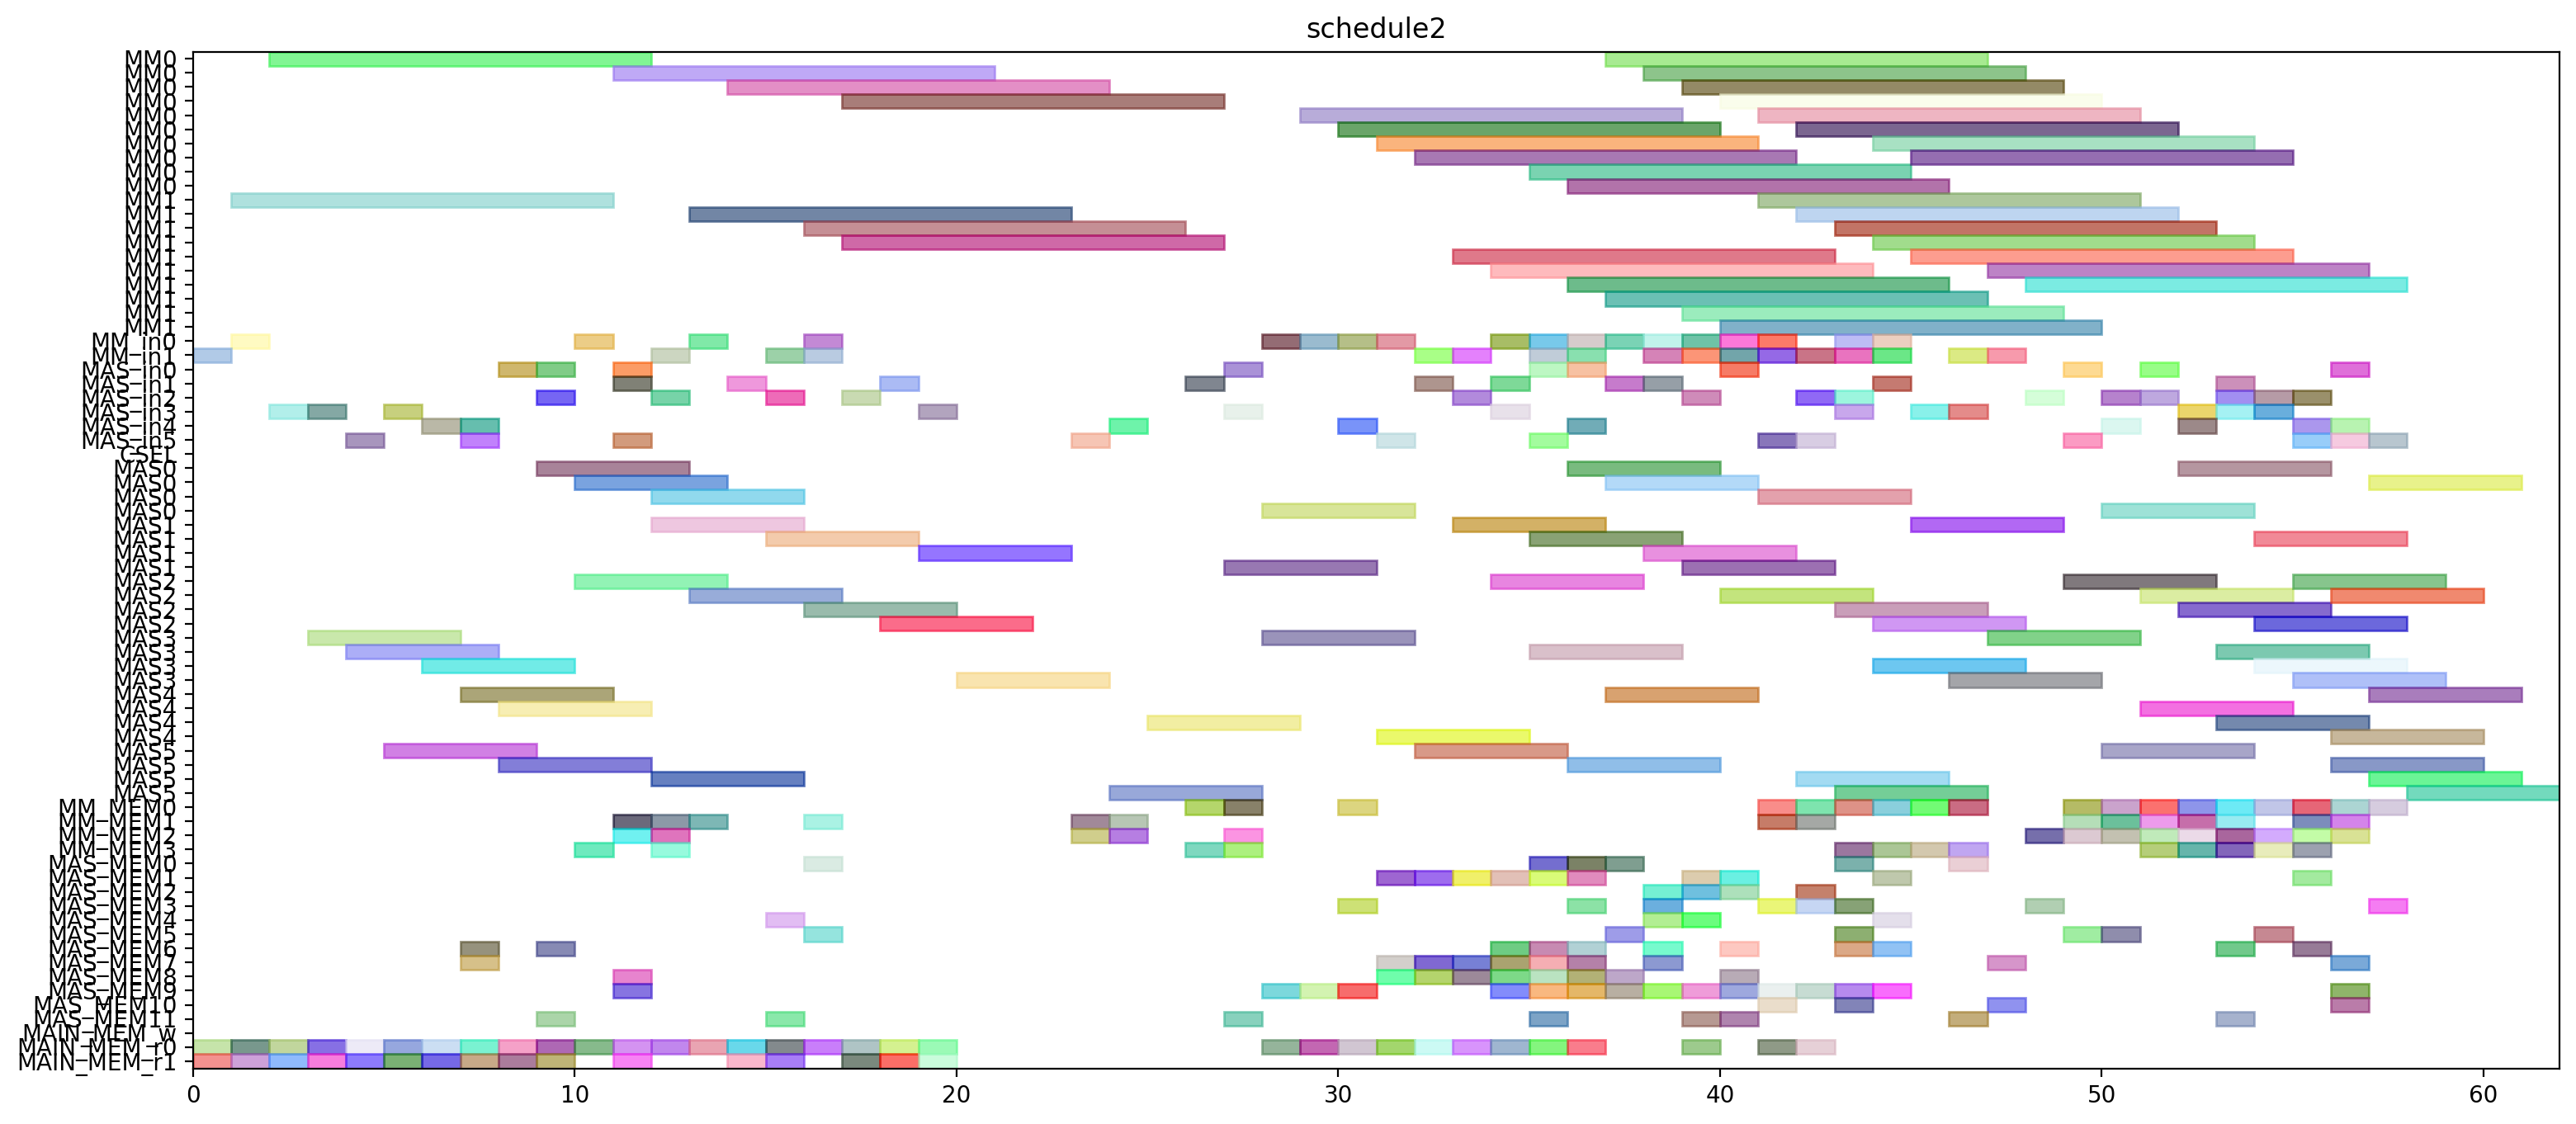 schedule2
MM0
MM0
MM0
MM0
MM0
MM0
MM0
MM0
MM0
MM0
MM1
MM1
MM1
MM1
MM1
MM1
MM1
MM1
MM1
MM1
MM_in0
MM_in1
MAS_in0
MAS_in1
MAS_in2
MAS_in3
MAS_in4
MAS_in5
CSEL
MAS0
MAS0
MAS0
MAS0
MAS1
MAS1
MAS1
MAS1
MAS2
MAS2
MAS2
MAS2
MAS3
MAS3
MAS3
MAS3
MAS4
MAS4
MAS4
MAS4
MAS5
MAS5
MAS5
MAS5
MM_MEM0
MM_MEM1
MM_MEM2
MM_MEM3
MAS_MEM0
MAS_MEM1
MAS_MEM2
MAS_MEM3
MAS_MEM4
MAS_MEM5
MAS_MEM6
MAS_MEM7
MAS_MEM8
MAS_MEM9
MAS_MEM10
MAS_MEM11
MAIN_MEM_w
MAIN_MEM_r0
MAIN_MEM_r1
0 10 20 30 40 50 60